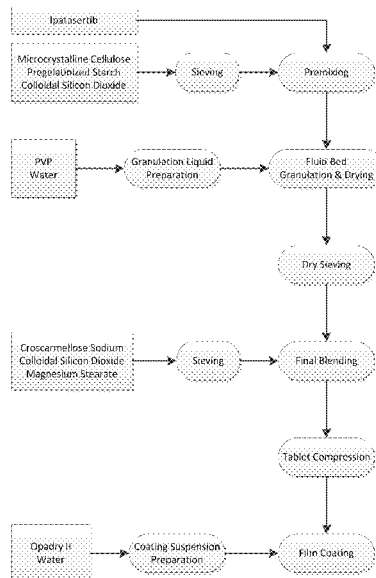 Ipatasertib
Microcrystalline Cellulose
Pregelatinized Starch
Colloidal Silicon Dioxide
Sieving
Premixing
PVP
Water
Granulation Liquid
Preparation
Fluid Bed
Granulation & Drying
Dry Sieving
Croscarmellose Sodium
Colloidal Silicon Dioxide
Magnesium Stearate
Sieving
Final Blending
Tablet Compression
Opadry II
Water
Coating Suspension
Preparation
Film Coating